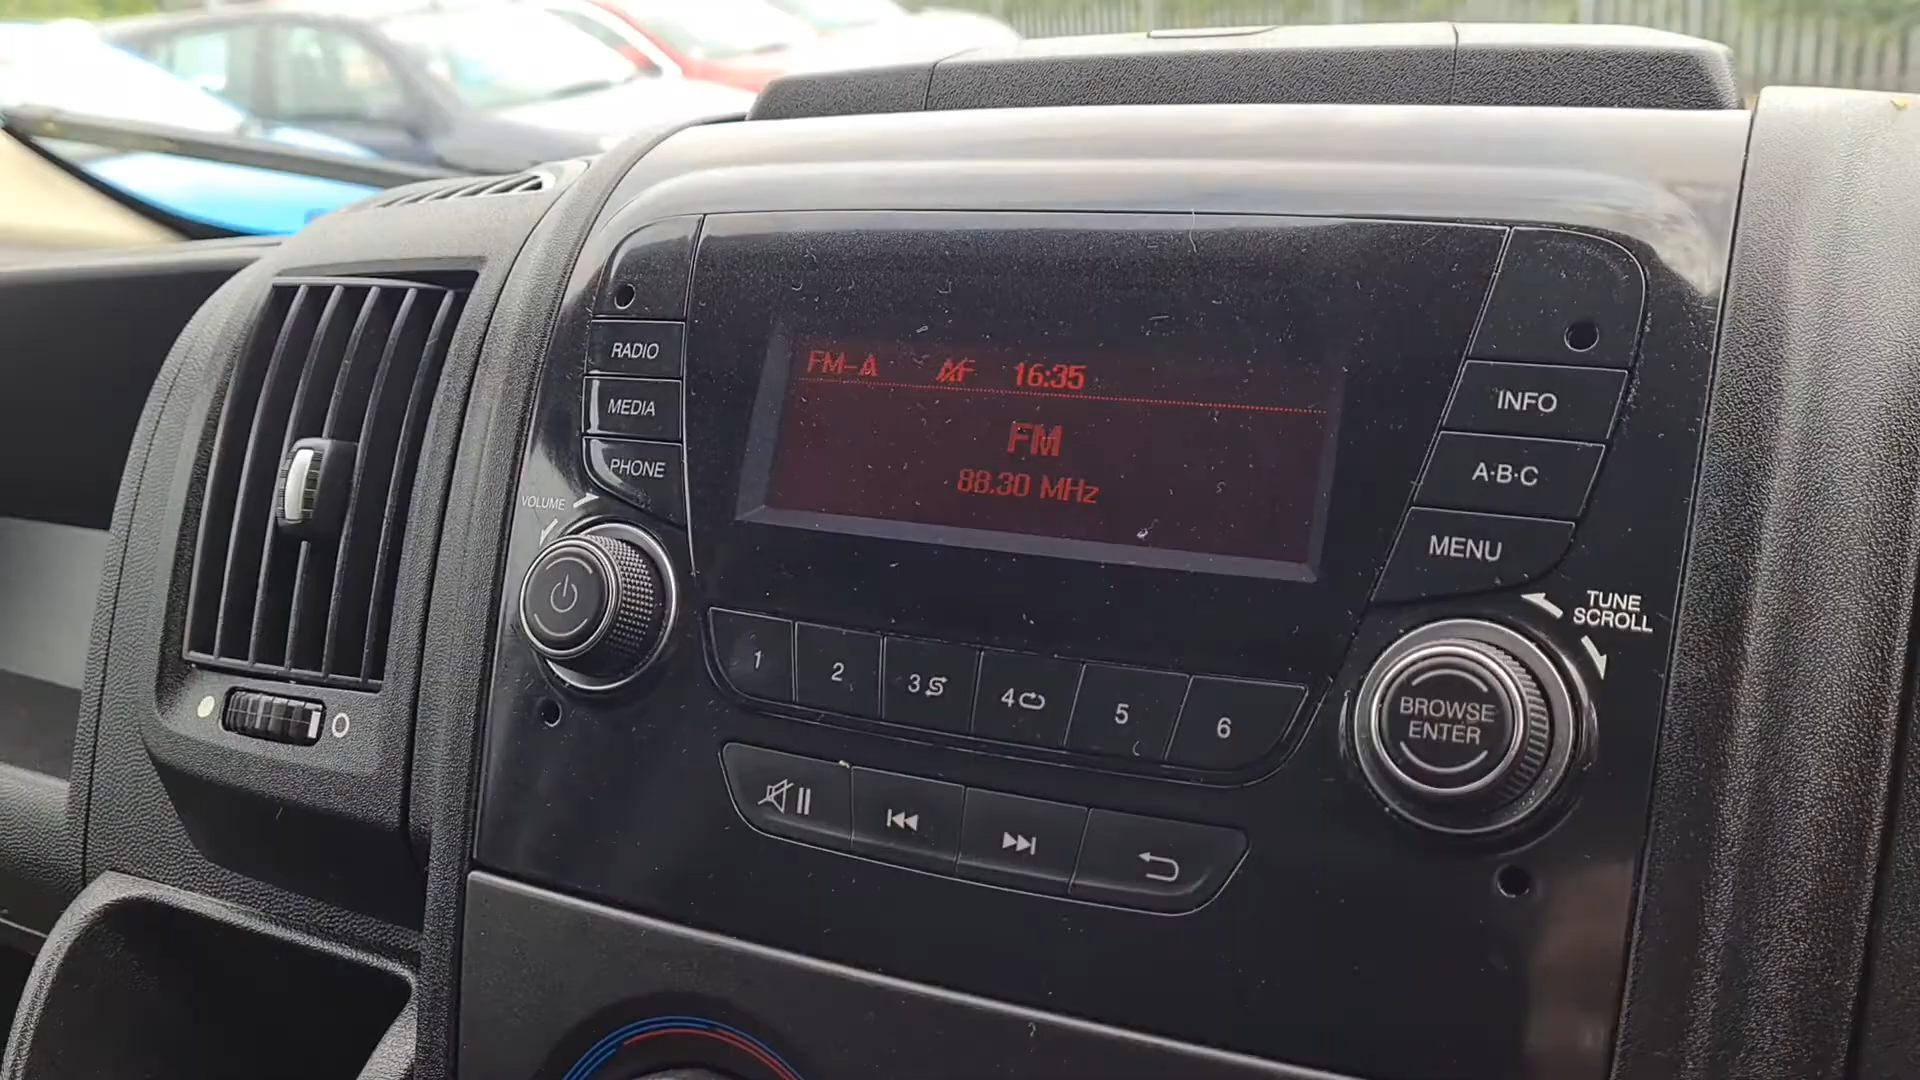 FM-A AF 16:35
FM
88.30 MHz
RADIO
MEDIA
PHONE
VOLUME
INFO
A·B·C
MENU
TUNE
SCROLL
1 2 3 4 5 6
BROWSE
ENTER